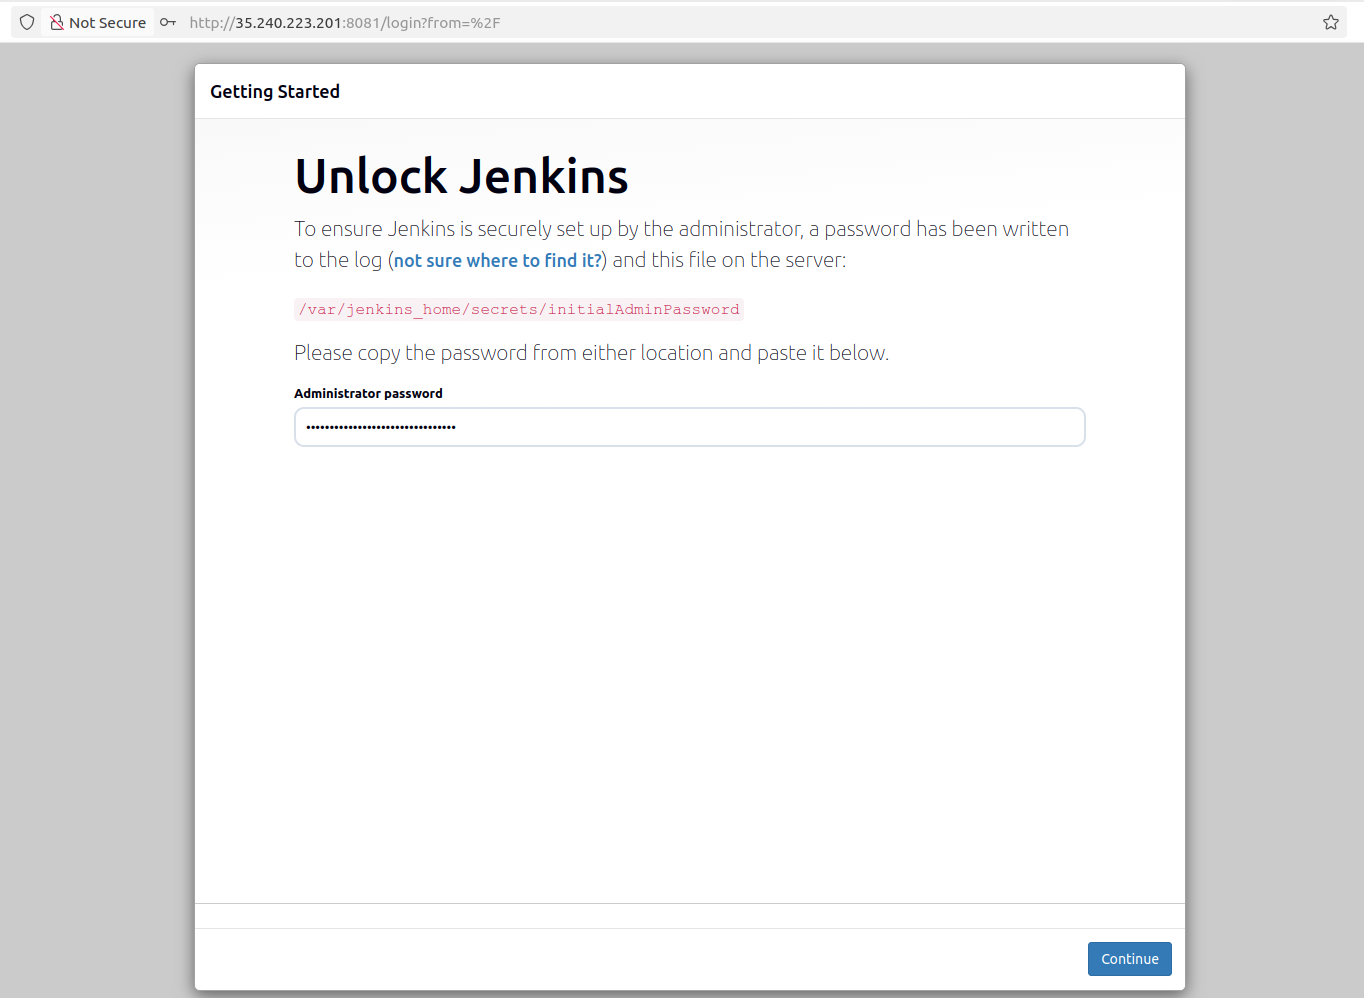 Not Secure http://35.240.223.201:8081/login?from=%2F
Getting Started
Unlock Jenkins
To ensure Jenkins is securely set up by the administrator, a password has been written
to the log (not sure where to find it?) and this file on the server:
/var/jenkins_home/secrets/initialAdminPassword
Please copy the password from either location and paste it below.
Administrator password
••••••••••••••••••••••••••••••••
Continue